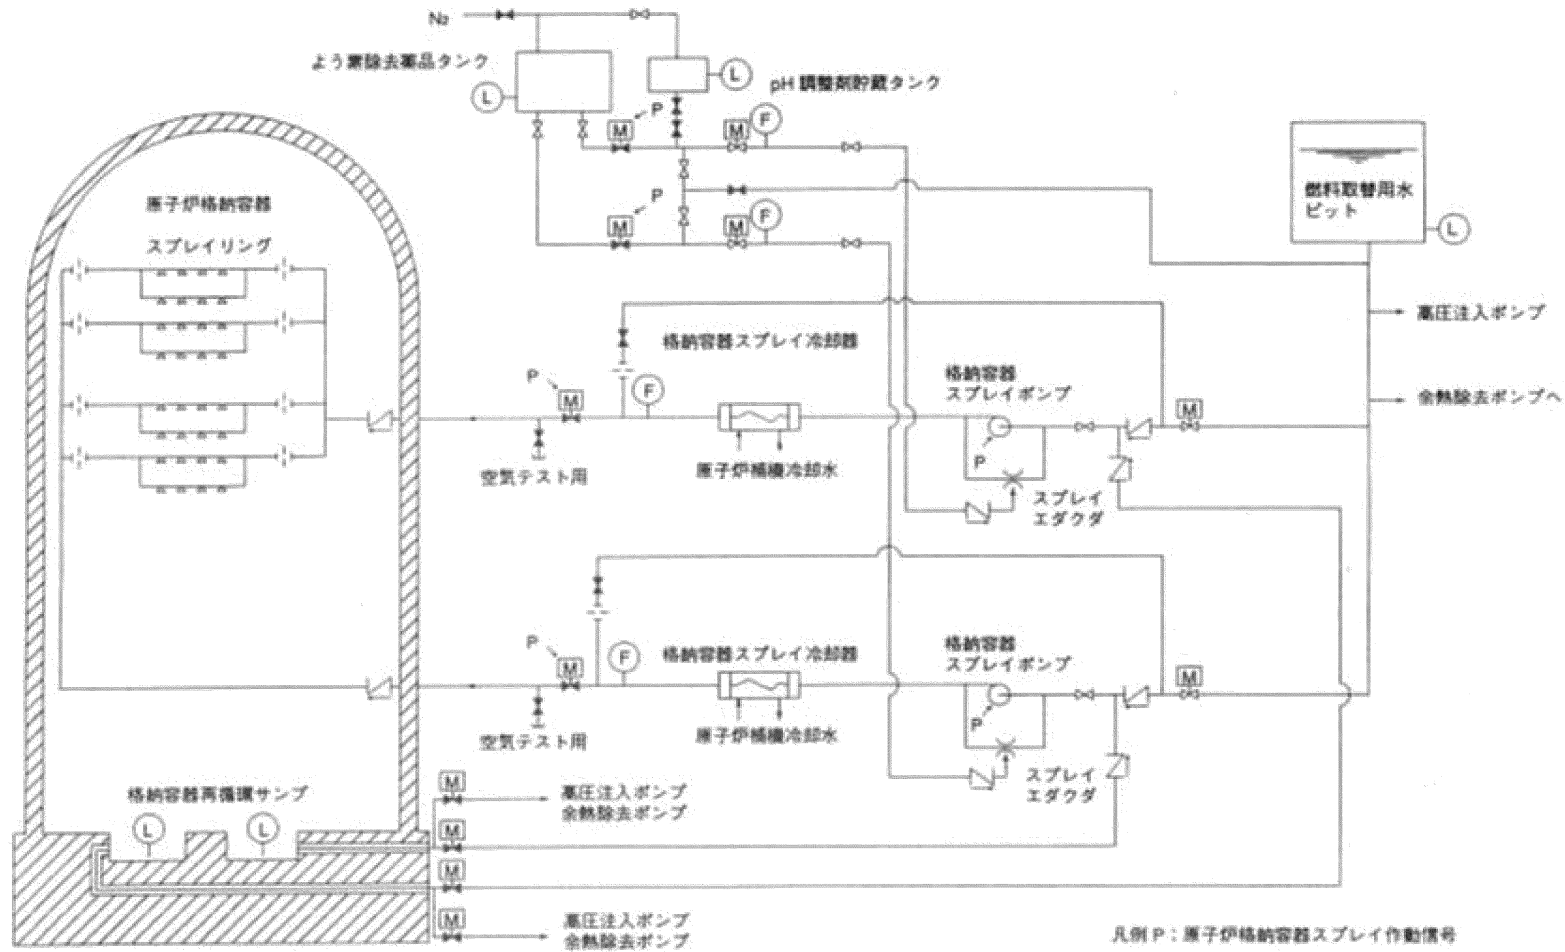 N₂
よう素除去薬品タンク
L
L
pH 調整剤貯蔵タンク
P
M
M
F
P
M
M
F
燃料取替用水
ピット
L
原子炉格納容器
スプレイリング
高圧注入ポンプ
余熱除去ポンプへ
格納容器スプレイ冷却器
格納容器
スプレイポンプ
P
M
F
M
P
空気テスト用
原子炉補機冷却水
スプレイ
エダクタ
格納容器スプレイ冷却器
格納容器
スプレイポンプ
P
M
F
M
P
空気テスト用
原子炉補機冷却水
スプレイ
エダクタ
格納容器再循環サンプ
L
L
M
高圧注入ポンプ
余熱除去ポンプ
M
M
M
高圧注入ポンプ
余熱除去ポンプ
凡例 P：原子炉格納容器スプレイ作動信号